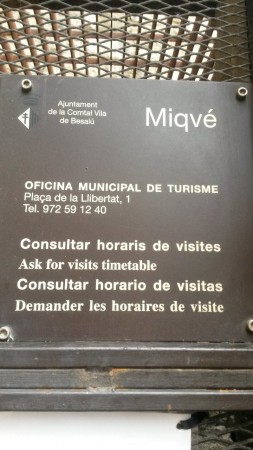 Ajuntament
de la Comtal Vila
de Besalú
Miqvé
OFICINA MUNICIPAL DE TURISME
Plaça de la Llibertat, 1
Tel. 972 59 12 40
Consultar horaris de visites
Ask for visits timetable
Consultar horario de visitas
Demander les horaires de visite